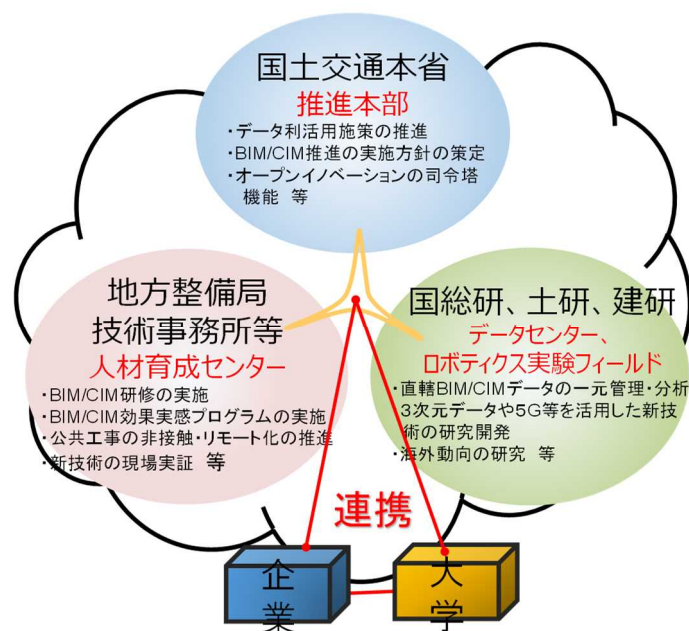 国土交通本省
推進本部
・データ利活用施策の推進
・BIM/CIM推進の実施方針の策定
・オープンイノベーションの司令塔
機能 等
地方整備局
技術事務所等
人材育成センター
・BIM/CIM研修の実施
・BIM/CIM効果実感プログラムの実施
・公共工事の非接触・リモート化の推進
・新技術の現場実証 等
国総研、土研、建研
データセンター、
ロボティクス実験フィールド
・直轄BIM/CIMデータの一元管理・分析
3次元データや5G等を活用した新技
術の研究開発
・海外動向の研究 等
連携
企業
大学